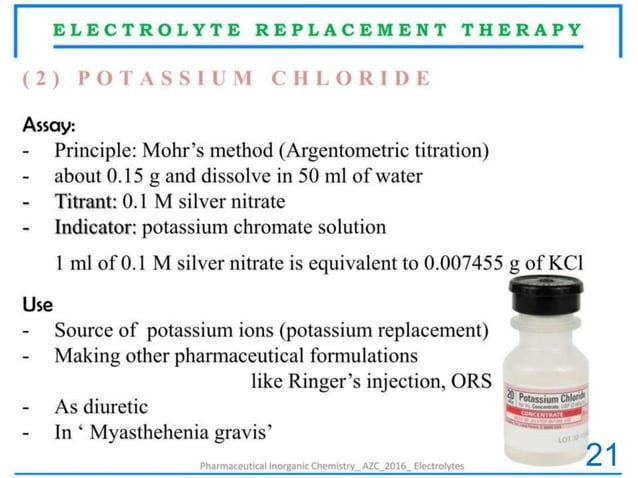 ELECTROLYTE REPLACEMENT THERAPY
(2) POTASSIUM CHLORIDE
Assay:
- Principle: Mohr’s method (Argentometric titration)
- about 0.15 g and dissolve in 50 ml of water
- Titrant: 0.1 M silver nitrate
- Indicator: potassium chromate solution
1 ml of 0.1 M silver nitrate is equivalent to 0.007455 g of KCl
Use
- Source of potassium ions (potassium replacement)
- Making other pharmaceutical formulations
like Ringer’s injection, ORS
- As diuretic
- In ‘ Myasthehenia gravis’
20
Potassium Chloride
CONCENTRATE
LOT
Pharmaceutical Inorganic Chemistry_ AZC_2016_ Electrolytes
21